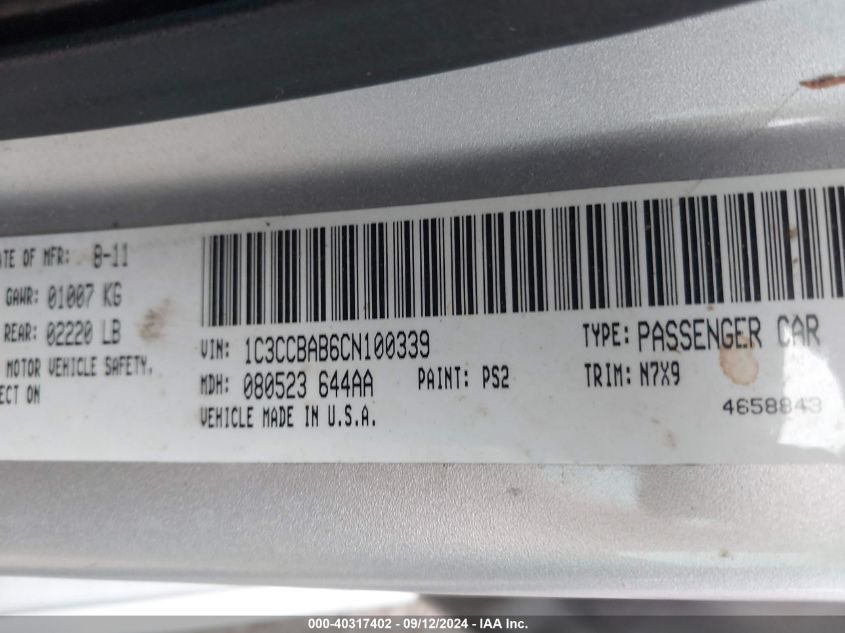 ATE OF MFR: 8-11
GAWR: 01007 KG
REAR: 02220 LB
MOTOR VEHICLE SAFETY,
ECT ON
VIN: 1C3CCBAB6CN100339
TYPE: PASSENGER CAR
MDH: 080523 644AA
PAINT: PS2
TRIM: N7X9
VEHICLE MADE IN U.S.A.
4658843
000-40317402 - 09/12/2024 - IAA Inc.